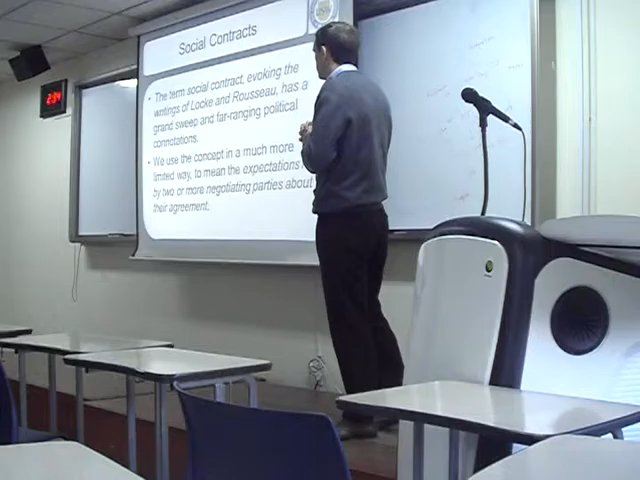 Social Contracts
• The term social contract, evoking the
writings of Locke and Rousseau, has a
grand sweep and far-ranging political
connotations.
• We use the concept in a much more
limited way, to mean the expectations
by two or more negotiating parties about
their agreement.
2:34